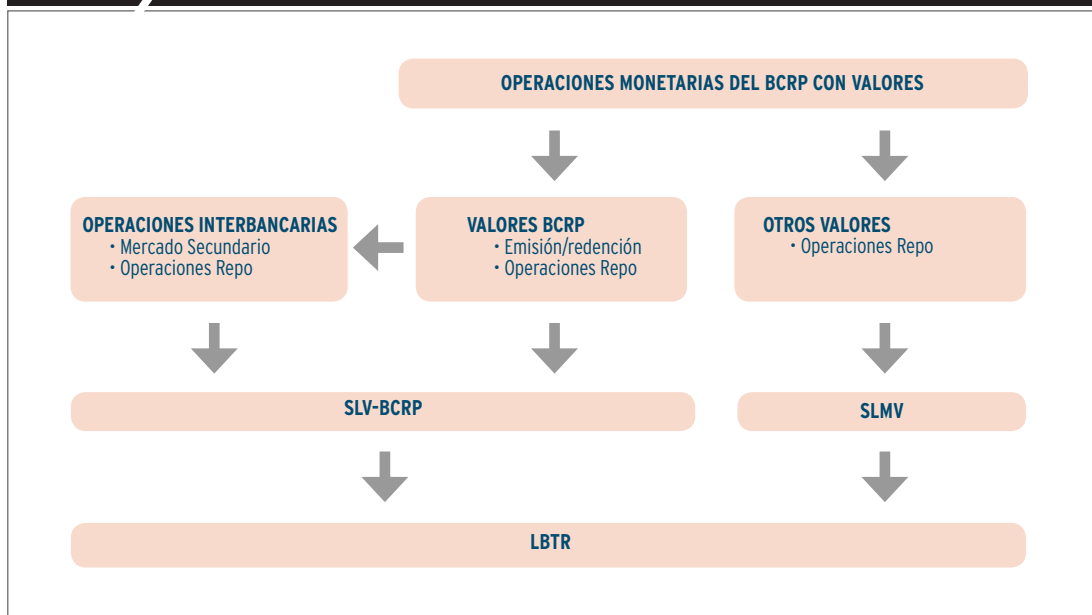 OPERACIONES MONETARIAS DEL BCRP CON VALORES
OPERACIONES INTERBANCARIAS
• Mercado Secundario
• Operaciones Repo
VALORES BCRP
• Emisión/redención
• Operaciones Repo
OTROS VALORES
• Operaciones Repo
SLV-BCRP
SLMV
LBTR